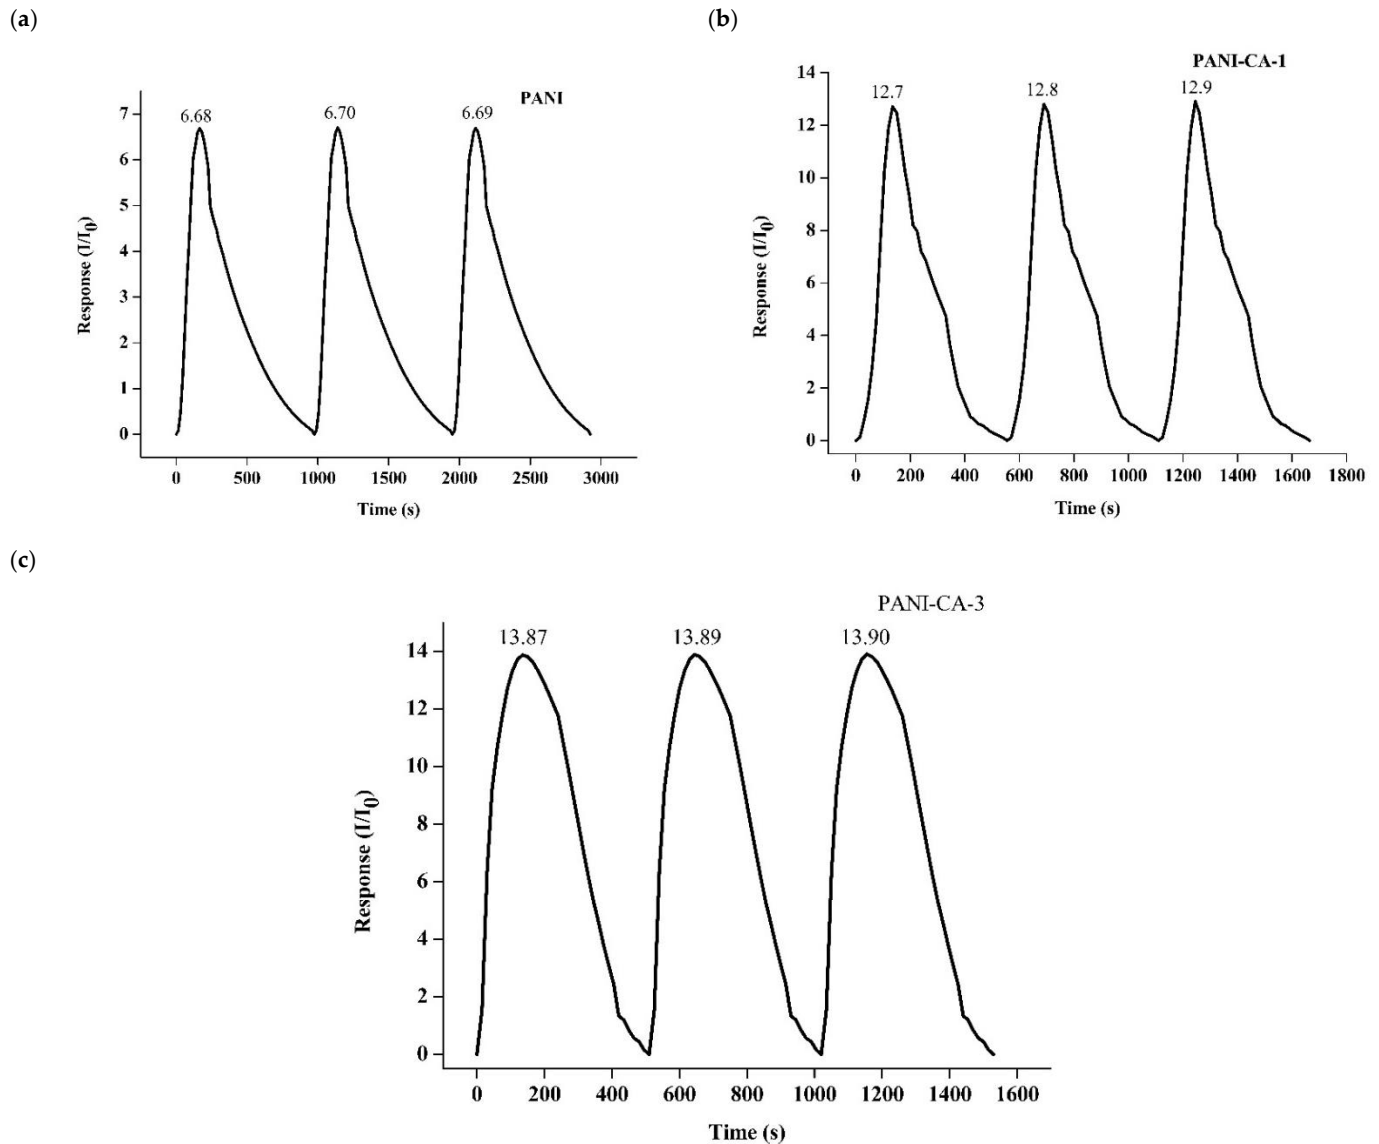 (a)
PANI
6.68 6.70 6.69
7
6
5
4
3
2
1
0
Response (I/I0)
0 500 1000 1500 2000 2500 3000
Time (s)
(b)
PANI-CA-1
12.7 12.8 12.9
14
12
10
8
6
4
2
0
Response (I/I0)
0 200 400 600 800 1000 1200 1400 1600 1800
Time (s)
(c)
PANI-CA-3
13.87 13.89 13.90
14
12
10
8
6
4
2
0
Response (I/I0)
0 200 400 600 800 1000 1200 1400 1600
Time (s)